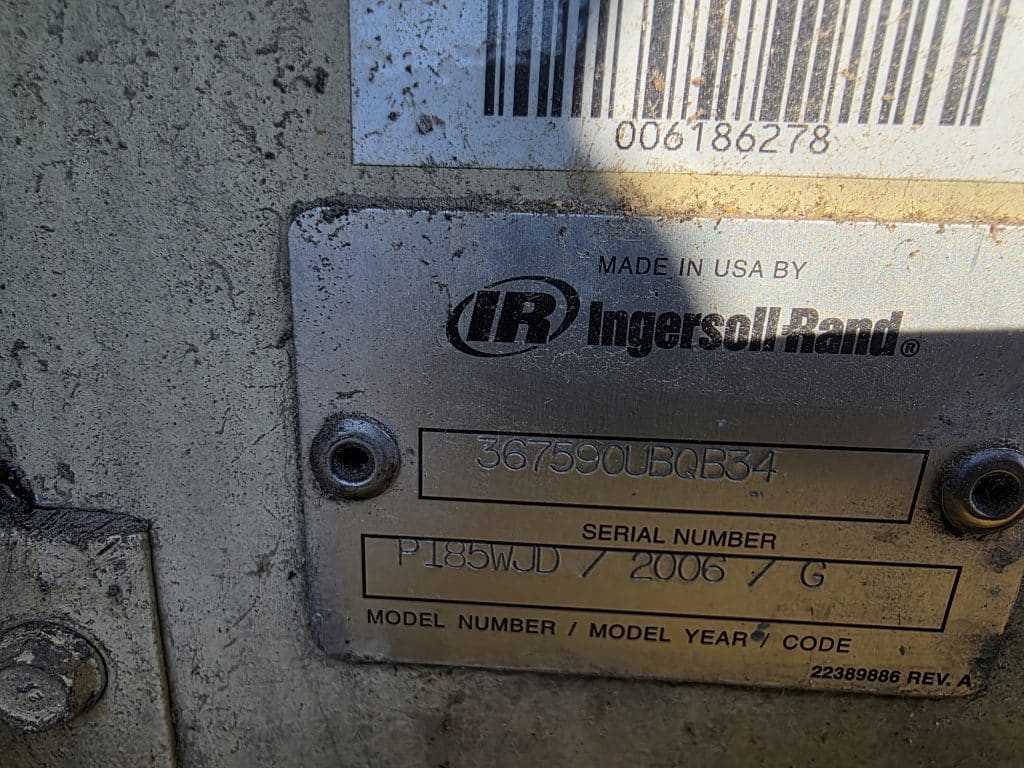 006186278
MADE IN USA BY
IR Ingersoll-Rand®
367590UBQB34
SERIAL NUMBER
P185WJD / 2006 / G
MODEL NUMBER / MODEL YEAR / CODE
22389886 REV. A